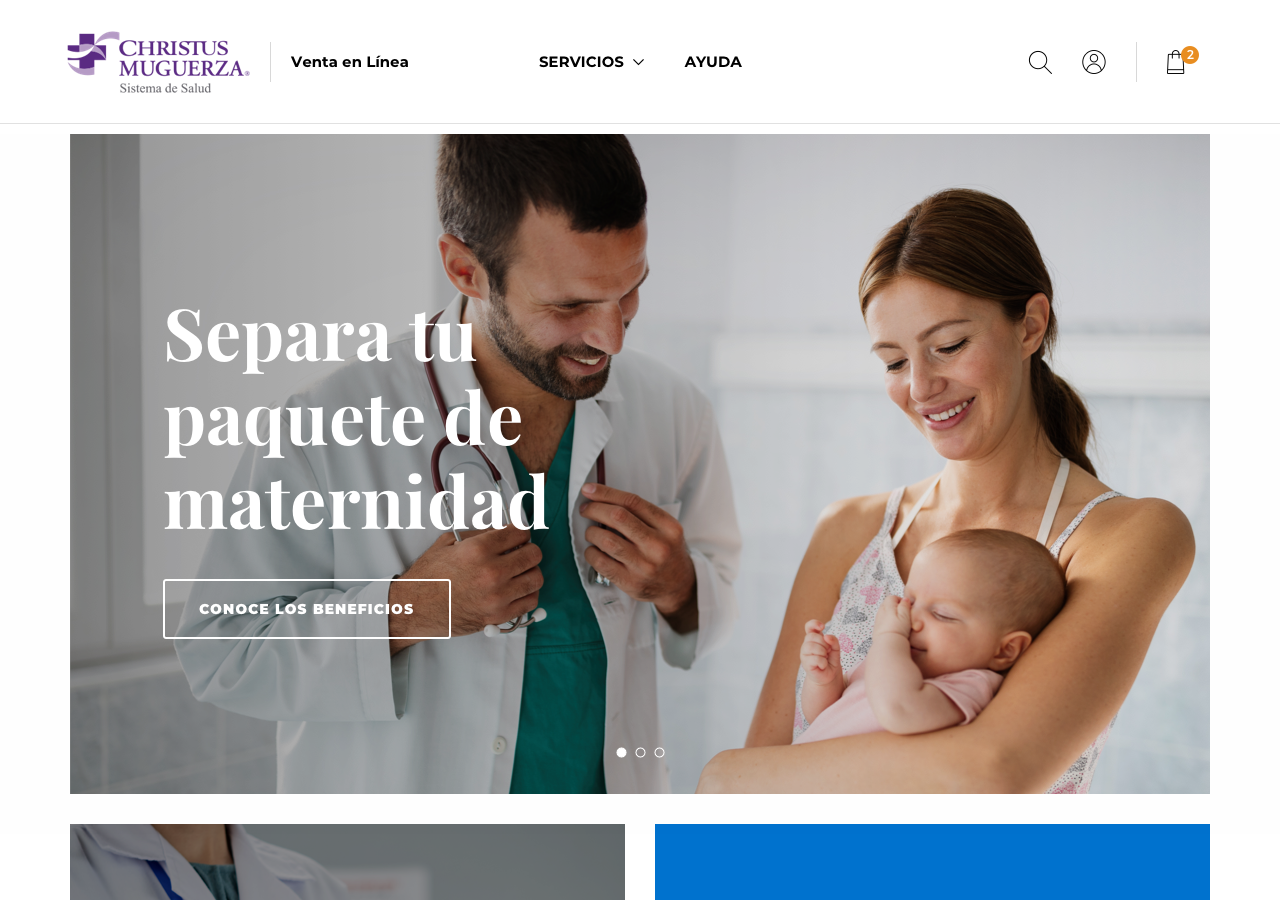 CHRISTUS
MUGUERZA®
Sistema de Salud
Venta en Línea
SERVICIOS
AYUDA
2
Separa tu
paquete de
maternidad
CONOCE LOS BENEFICIOS